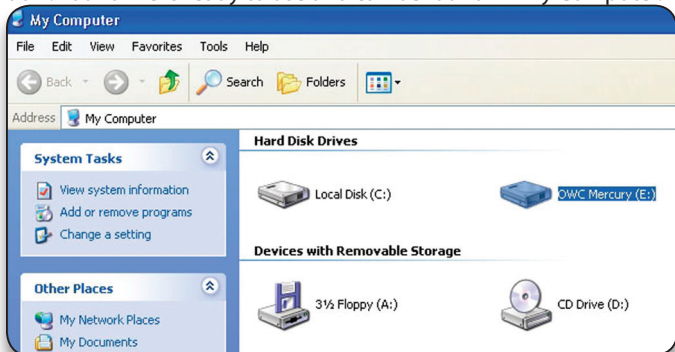 My Computer
File Edit View Favorites Tools Help
Back Search Folders
Address My Computer
System Tasks
View system information
Add or remove programs
Change a setting
Other Places
My Network Places
My Documents
Hard Disk Drives
Local Disk (C:) OWC Mercury (E:)
Devices with Removable Storage
3½ Floppy (A:) CD Drive (D:)